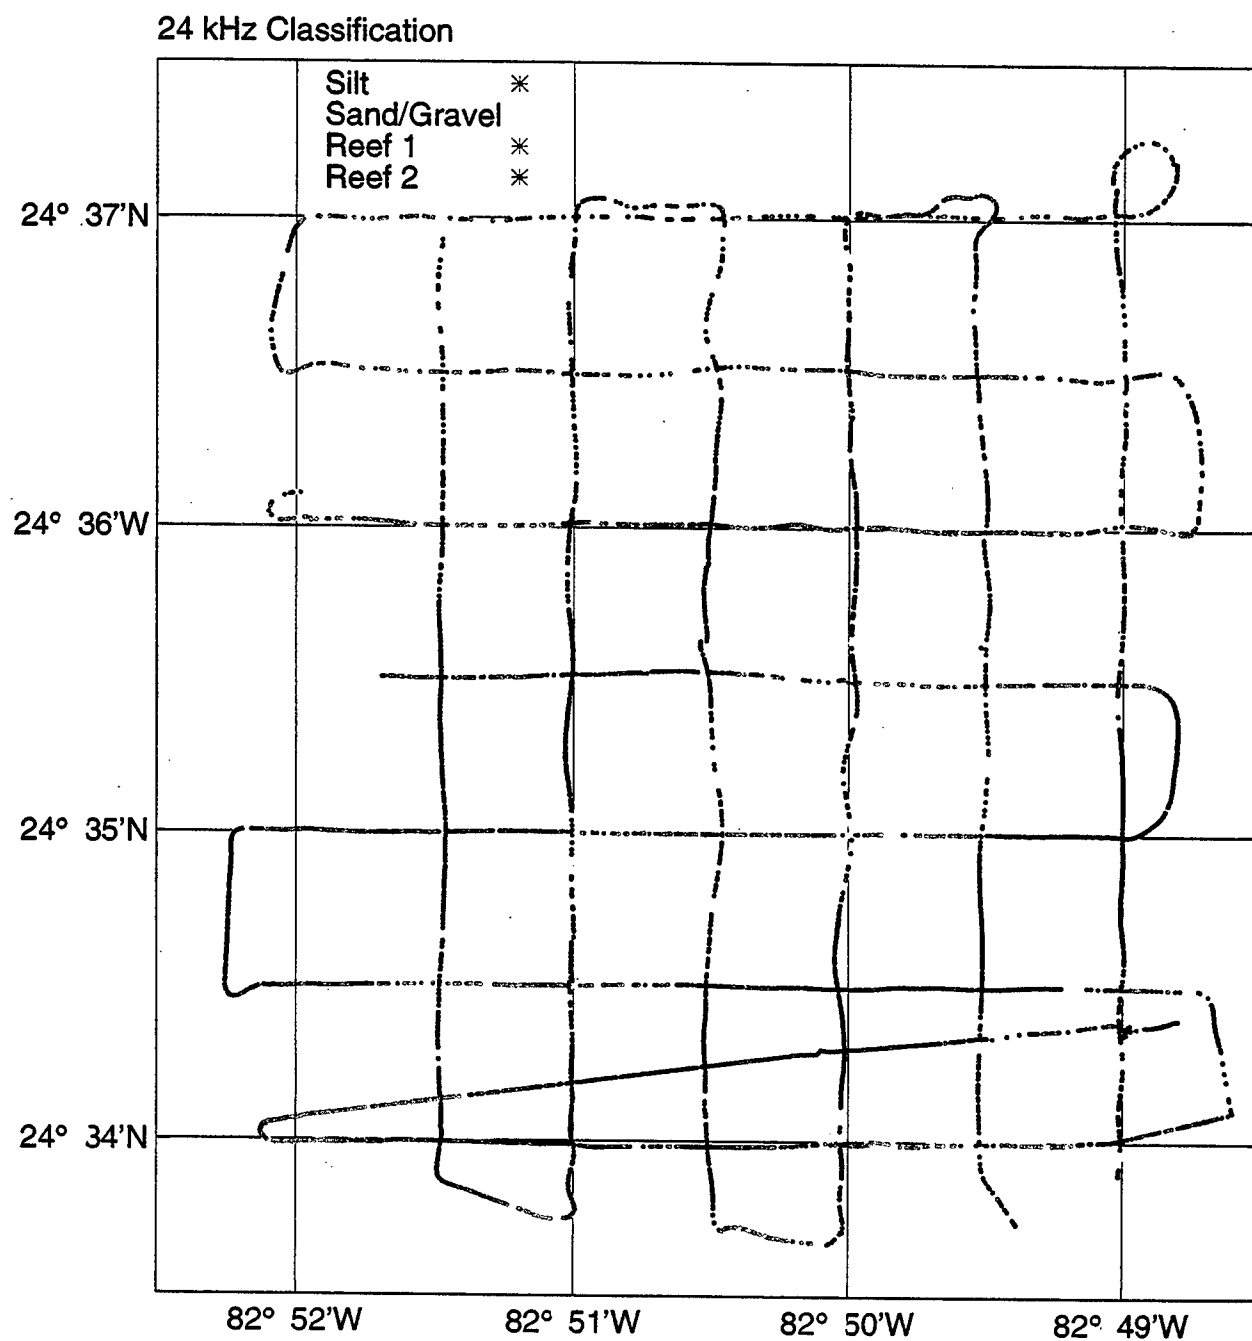 24 kHz Classification
Silt *
Sand/Gravel
Reef 1 *
Reef 2 *
24° 37'N
24° 36'W
24° 35'N
24° 34'N
82° 52'W 82° 51'W 82° 50'W 82° 49'W